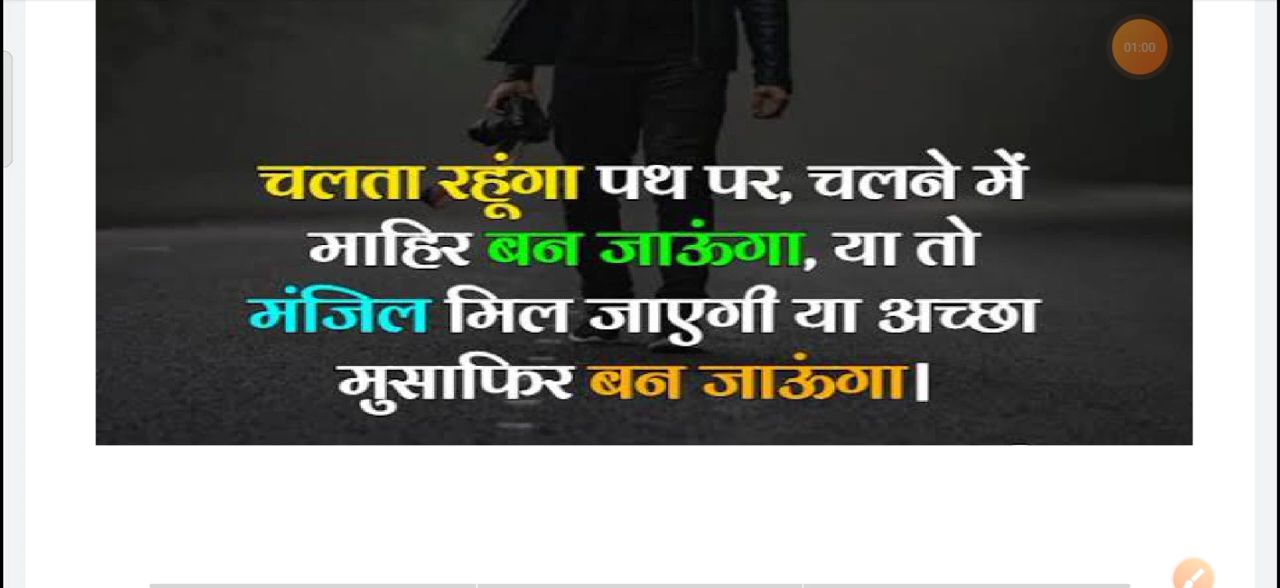 01:00
चलता रहूंगा पथ पर, चलने में
माहिर बन जाऊंगा, या तो
मंजिल मिल जाएगी या अच्छा
मुसाफिर बन जाऊंगा|